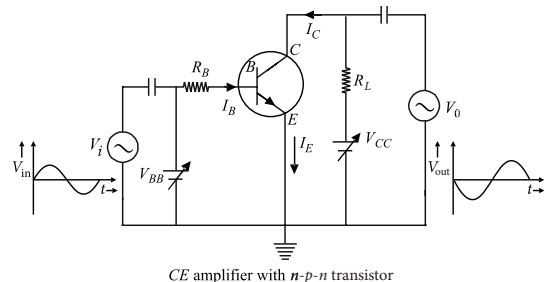 C
I_C
R_B
B
R_L
I_B
E
V_0
V_i
V_CC
I_E
V_in
V_BB
V_out
t
t
CE amplifier with n-p-n transistor